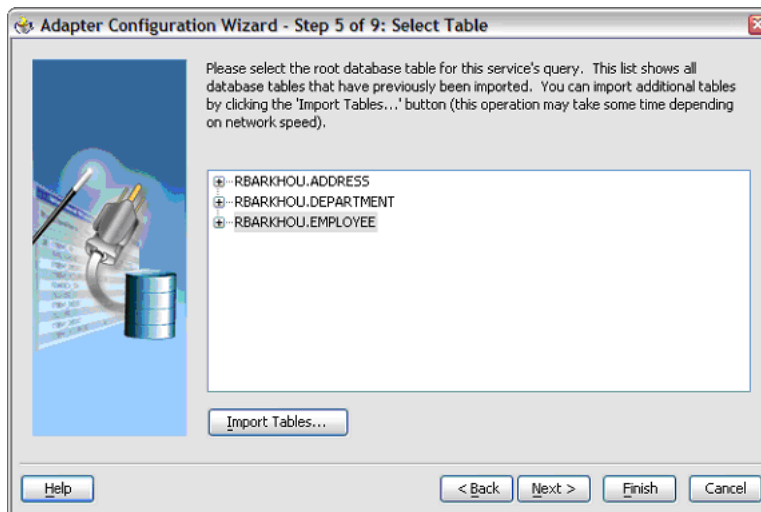 Adapter Configuration Wizard - Step 5 of 9: Select Table
Please select the root database table for this service's query. This list shows all
database tables that have previously been imported. You can import additional tables
by clicking the 'Import Tables...' button (this operation may take some time depending
on network speed).
RBARKHOU.ADDRESS
RBARKHOU.DEPARTMENT
RBARKHOU.EMPLOYEE
Import Tables...
Help
< Back
Next >
Finish
Cancel